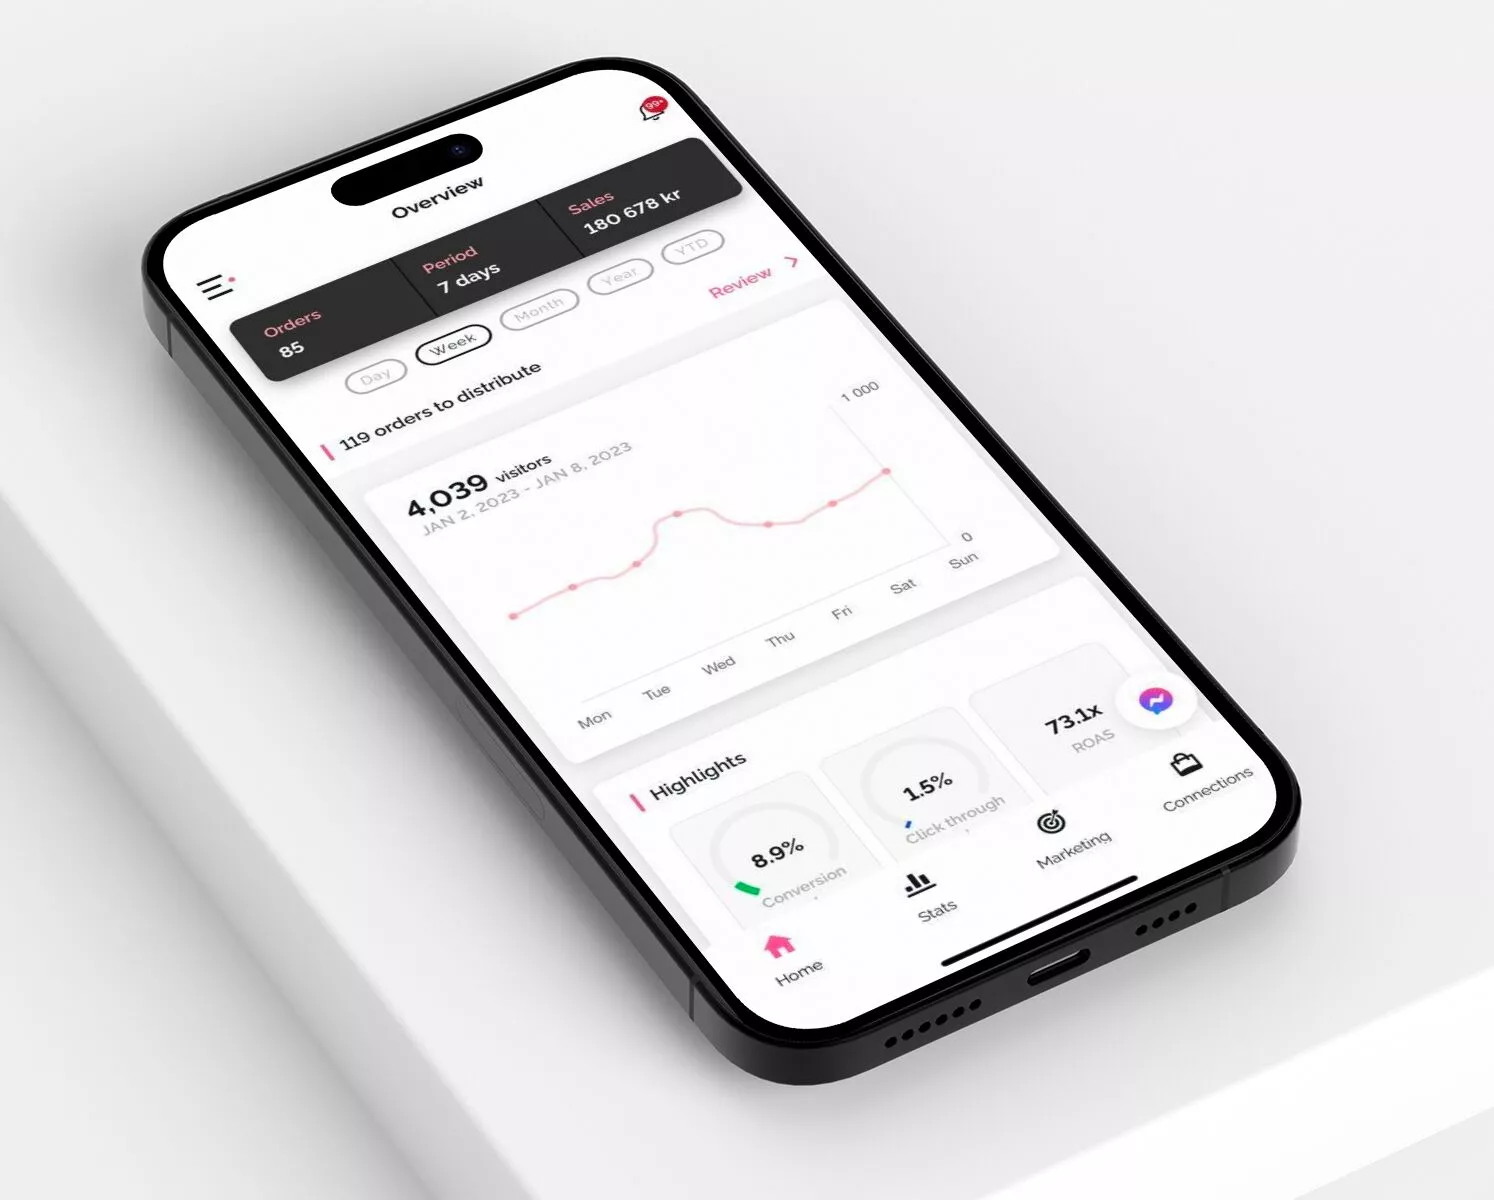 99+
Overview
Orders
85
Period
7 days
Sales
180 678 kr
Day
Week
Month
Year
YTD
119 orders to distribute
Review
4,039 visitors
JAN 2, 2023 - JAN 8, 2023
1 000
0
Mon
Tue
Wed
Thu
Fri
Sat
Sun
Highlights
8.9%
Conversion
1.5%
Click through
73.1x
ROAS
Home
Stats
Marketing
Connections